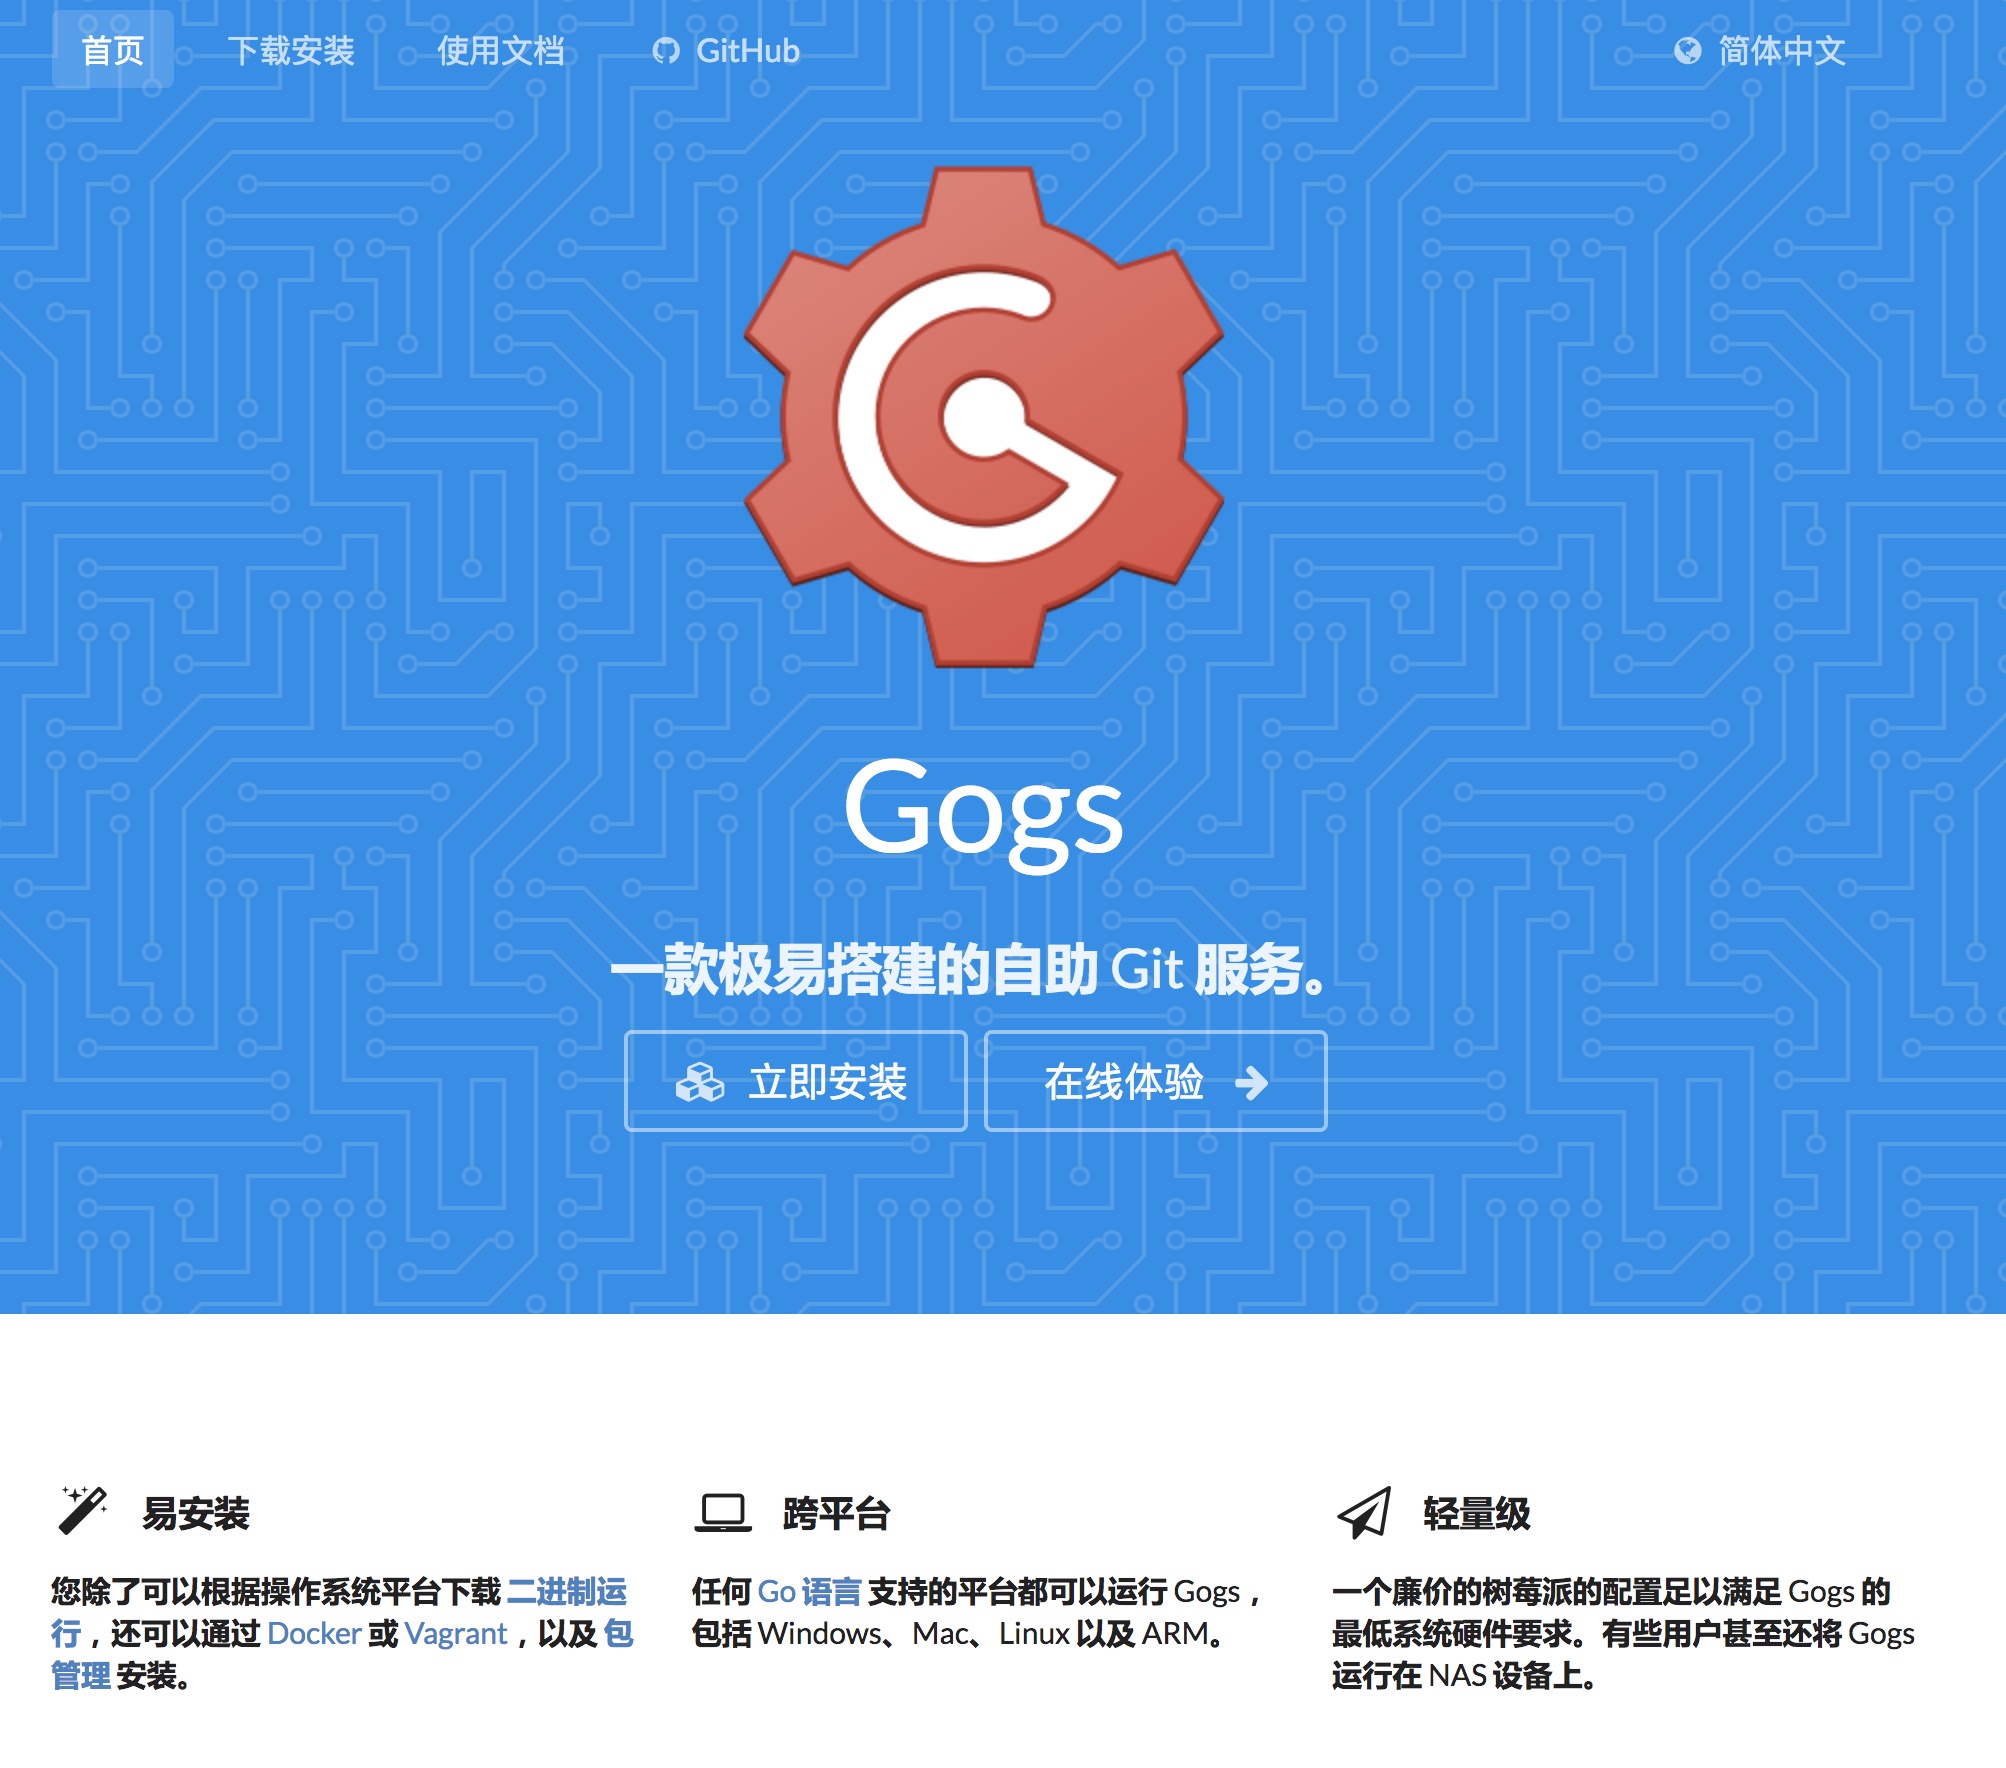 首页
下载安装
使用文档
GitHub
简体中文
Gogs
一款极易搭建的自助 Git 服务。
立即安装
在线体验
易安装
您除了可以根据操作系统平台下载 二进制运
行，还可以通过 Docker 或 Vagrant，以及 包
管理 安装。
跨平台
任何 Go 语言 支持的平台都可以运行 Gogs，
包括 Windows、Mac、Linux 以及 ARM。
轻量级
一个廉价的树莓派的配置足以满足 Gogs 的
最低系统硬件要求。有些用户甚至还将 Gogs
运行在 NAS 设备上。